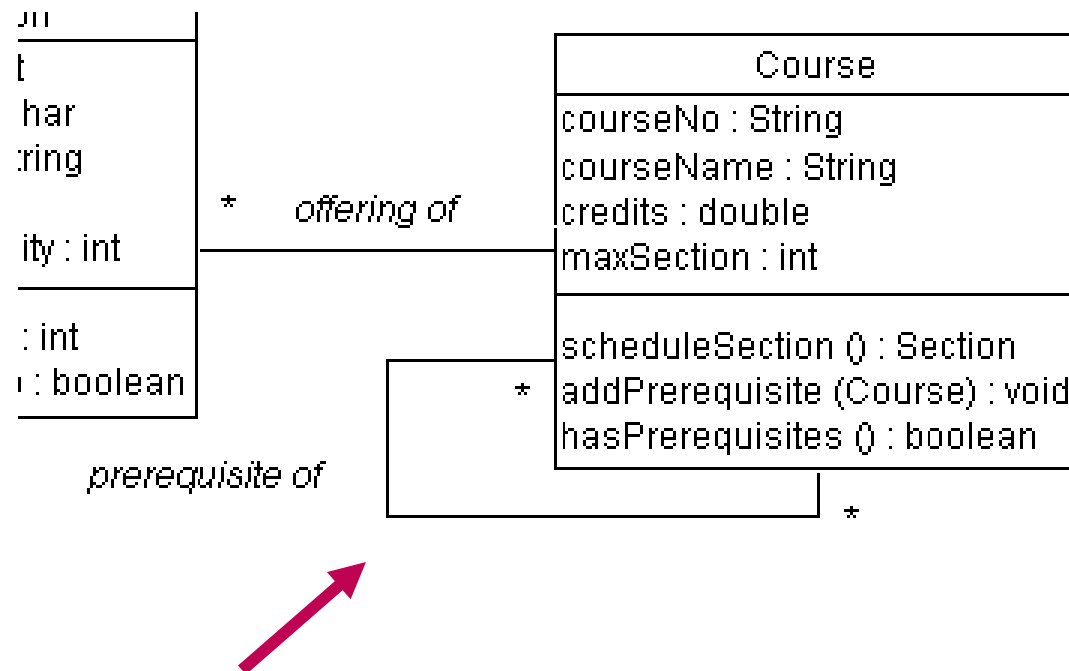 har
ity : int
: int
: boolean
*
offering of
Course
courseNo : String
courseName : String
credits : double
maxSection : int
scheduleSection () : Section
addPrerequisite (Course) : void
hasPrerequisites () : boolean
*
prerequisite of
*